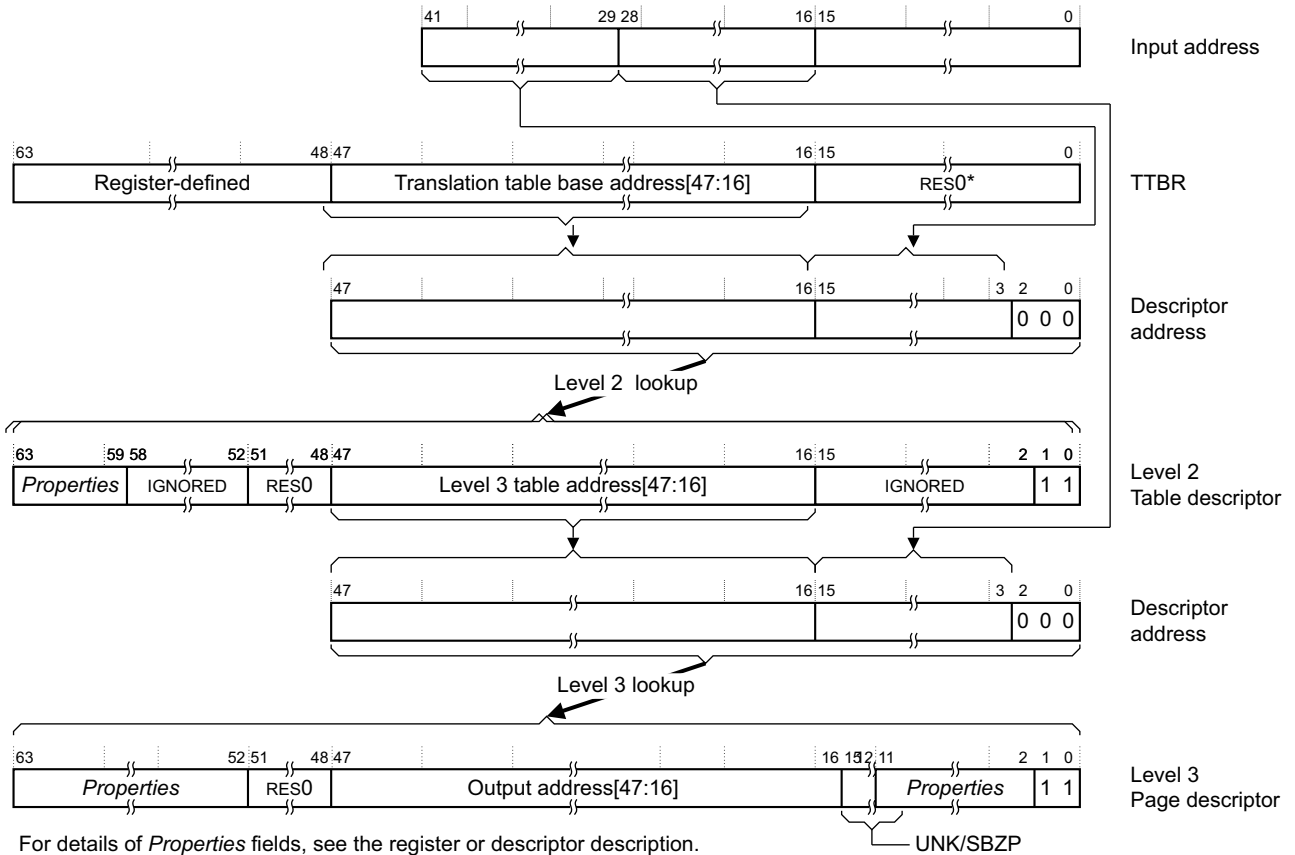 41 29 28 16 15 0
Input address
63 48 47 16 15 0
Register-defined Translation table base address[47:16] RES0* TTBR
47 16 15 3 2 0
0 0 0
Descriptor
address
Level 2 lookup
63 59 58 52 51 48 47 16 15 2 1 0
Properties IGNORED RES0 Level 3 table address[47:16] IGNORED 1 1
Level 2
Table descriptor
47 16 15 3 2 0
0 0 0
Descriptor
address
Level 3 lookup
63 52 51 48 47 16 15 12 11 2 1 0
Properties RES0 Output address[47:16] Properties 1 1
Level 3
Page descriptor
For details of Properties fields, see the register or descriptor description. UNK/SBZP